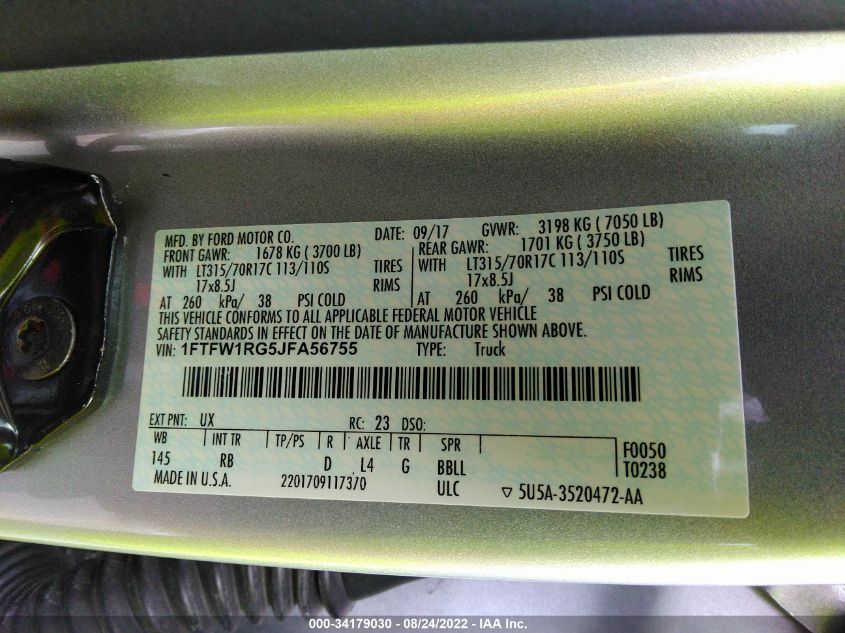 MFD. BY FORD MOTOR CO. DATE: 09/17 GVWR: 3198 KG ( 7050 LB)
FRONT GAWR: 1678 KG ( 3700 LB) REAR GAWR: 1701 KG ( 3750 LB)
WITH LT315/70R17C 113/110S TIRES WITH LT315/70R17C 113/110S TIRES
17x8.5J RIMS 17x8.5J RIMS
AT 260 kPa/ 38 PSI COLD AT 260 kPa/ 38 PSI COLD
THIS VEHICLE CONFORMS TO ALL APPLICABLE FEDERAL MOTOR VEHICLE
SAFETY STANDARDS IN EFFECT ON THE DATE OF MANUFACTURE SHOWN ABOVE.
VIN: 1FTFW1RG5JFA56755 TYPE: Truck
EXT PNT: UX RC: 23 DSO:
WB INT TR TP/PS R AXLE TR SPR F0050
145 RB D L4 G BBLL T0238
MADE IN U.S.A. 2201709117370 ULC ▽ 5U5A-3520472-AA
000-34179030 - 08/24/2022 - IAA Inc.